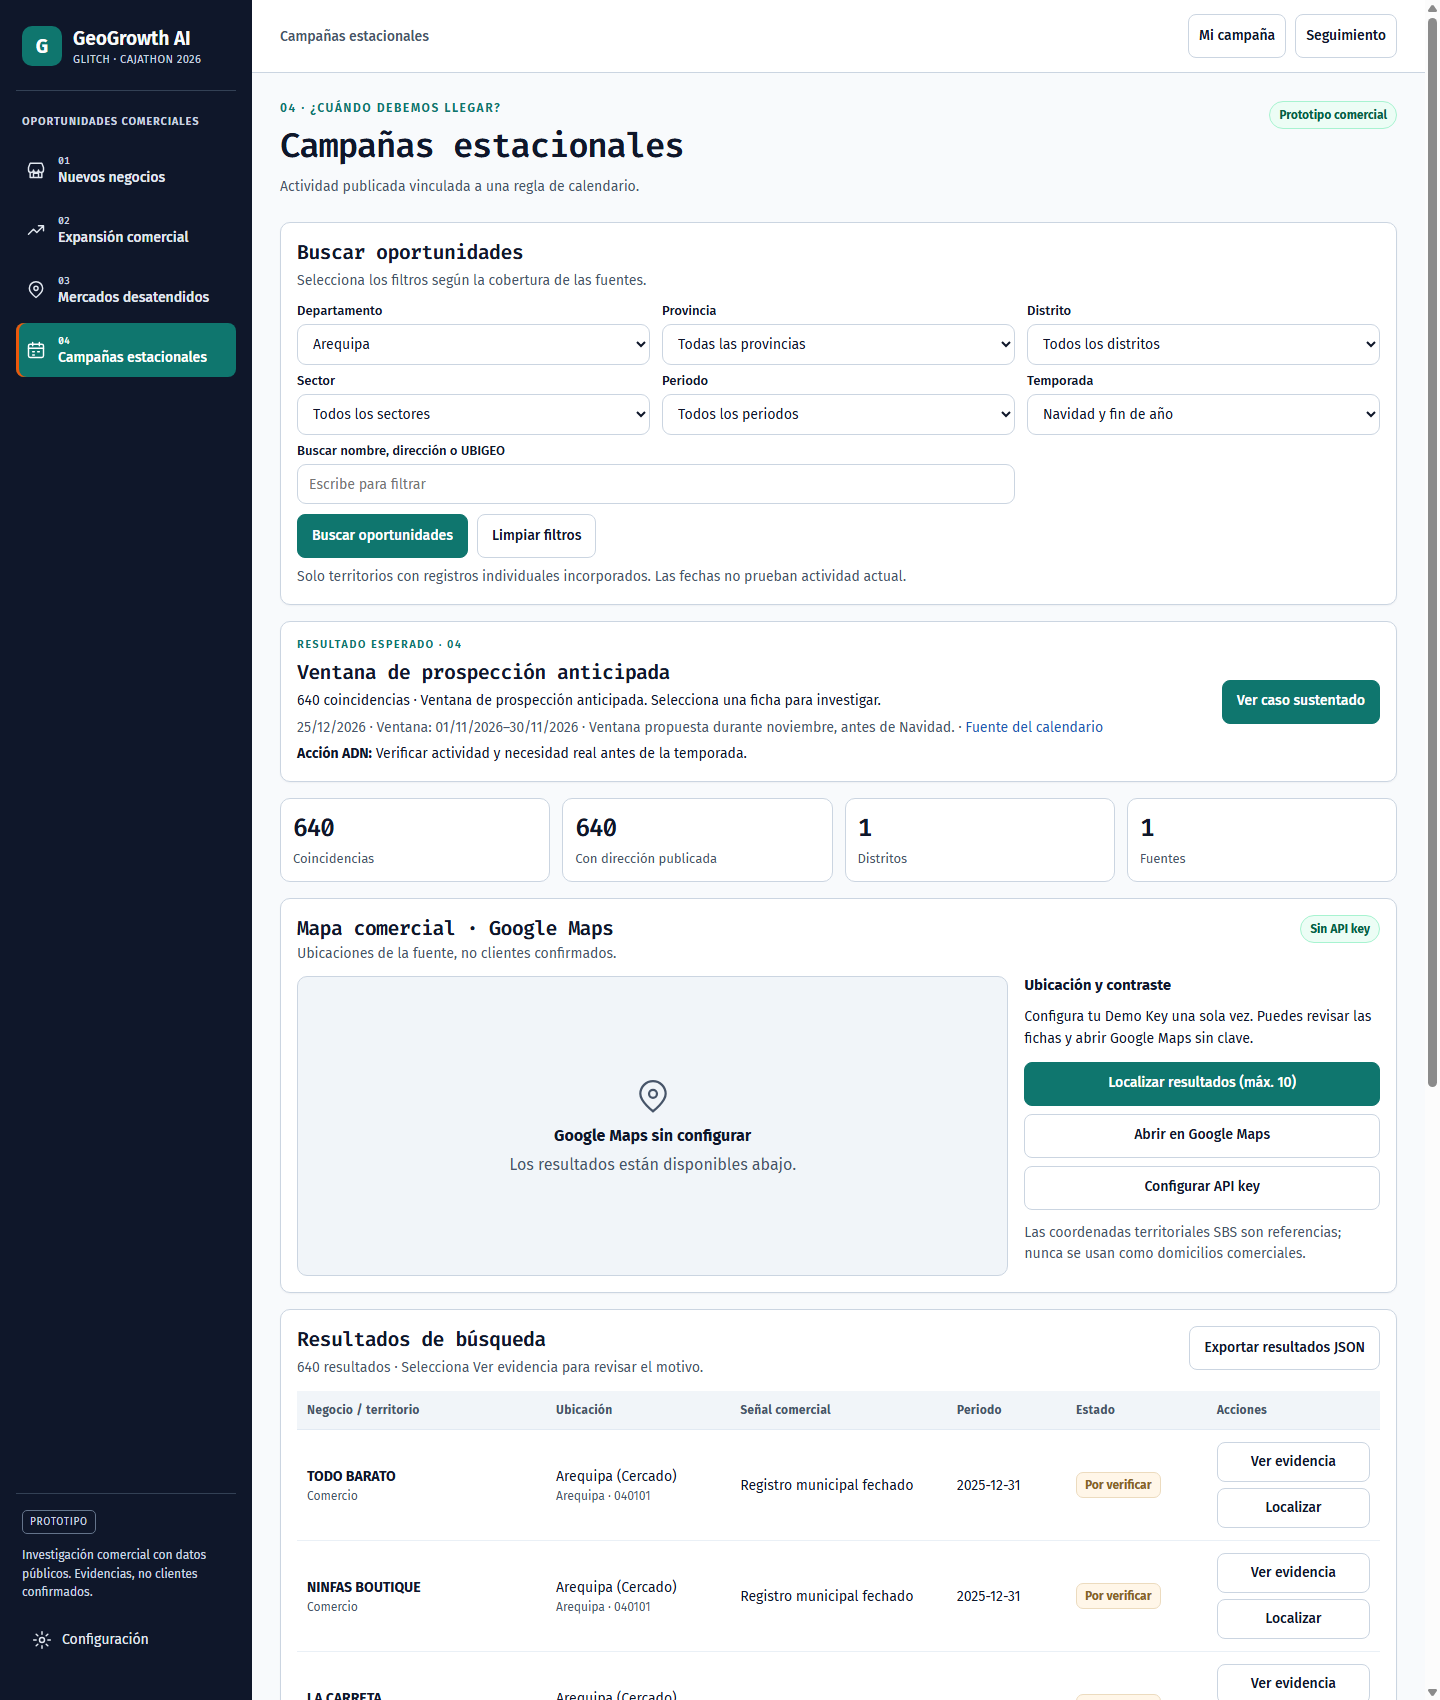 G
GeoGrowth AI
GLITCH · CAJATHON 2026
OPORTUNIDADES COMERCIALES
01
Nuevos negocios
02
Expansión comercial
03
Mercados desatendidos
04
Campañas estacionales
PROTOTIPO
Investigación comercial con datos
públicos. Evidencias, no clientes
confirmados.
Configuración
Campañas estacionales
Mi campaña
Seguimiento
04 · ¿CUÁNDO DEBEMOS LLEGAR?
Prototipo comercial
Campañas estacionales
Actividad publicada vinculada a una regla de calendario.
Buscar oportunidades
Selecciona los filtros según la cobertura de las fuentes.
Departamento
Provincia
Distrito
Arequipa
Todas las provincias
Todos los distritos
Sector
Periodo
Temporada
Todos los sectores
Todos los periodos
Navidad y fin de año
Buscar nombre, dirección o UBIGEO
Escribe para filtrar
Buscar oportunidades
Limpiar filtros
Solo territorios con registros individuales incorporados. Las fechas no prueban actividad actual.
RESULTADO ESPERADO · 04
Ventana de prospección anticipada
640 coincidencias · Ventana de prospección anticipada. Selecciona una ficha para investigar.
25/12/2026 · Ventana: 01/11/2026–30/11/2026 · Ventana propuesta durante noviembre, antes de Navidad. · Fuente del calendario
Acción ADN: Verificar actividad y necesidad real antes de la temporada.
Ver caso sustentado
640
Coincidencias
640
Con dirección publicada
1
Distritos
1
Fuentes
Mapa comercial · Google Maps
Ubicaciones de la fuente, no clientes confirmados.
Sin API key
Google Maps sin configurar
Los resultados están disponibles abajo.
Ubicación y contraste
Configura tu Demo Key una sola vez. Puedes revisar las
fichas y abrir Google Maps sin clave.
Localizar resultados (máx. 10)
Abrir en Google Maps
Configurar API key
Las coordenadas territoriales SBS son referencias;
nunca se usan como domicilios comerciales.
Resultados de búsqueda
640 resultados · Selecciona Ver evidencia para revisar el motivo.
Exportar resultados JSON
Negocio / territorio
Ubicación
Señal comercial
Periodo
Estado
Acciones
TODO BARATO
Comercio
Arequipa (Cercado)
Arequipa · 040101
Registro municipal fechado
2025-12-31
Por verificar
Ver evidencia
Localizar
NINFAS BOUTIQUE
Comercio
Arequipa (Cercado)
Arequipa · 040101
Registro municipal fechado
2025-12-31
Por verificar
Ver evidencia
Localizar
LA CARRETA
Arequipa (Cercado)
Ver evidencia